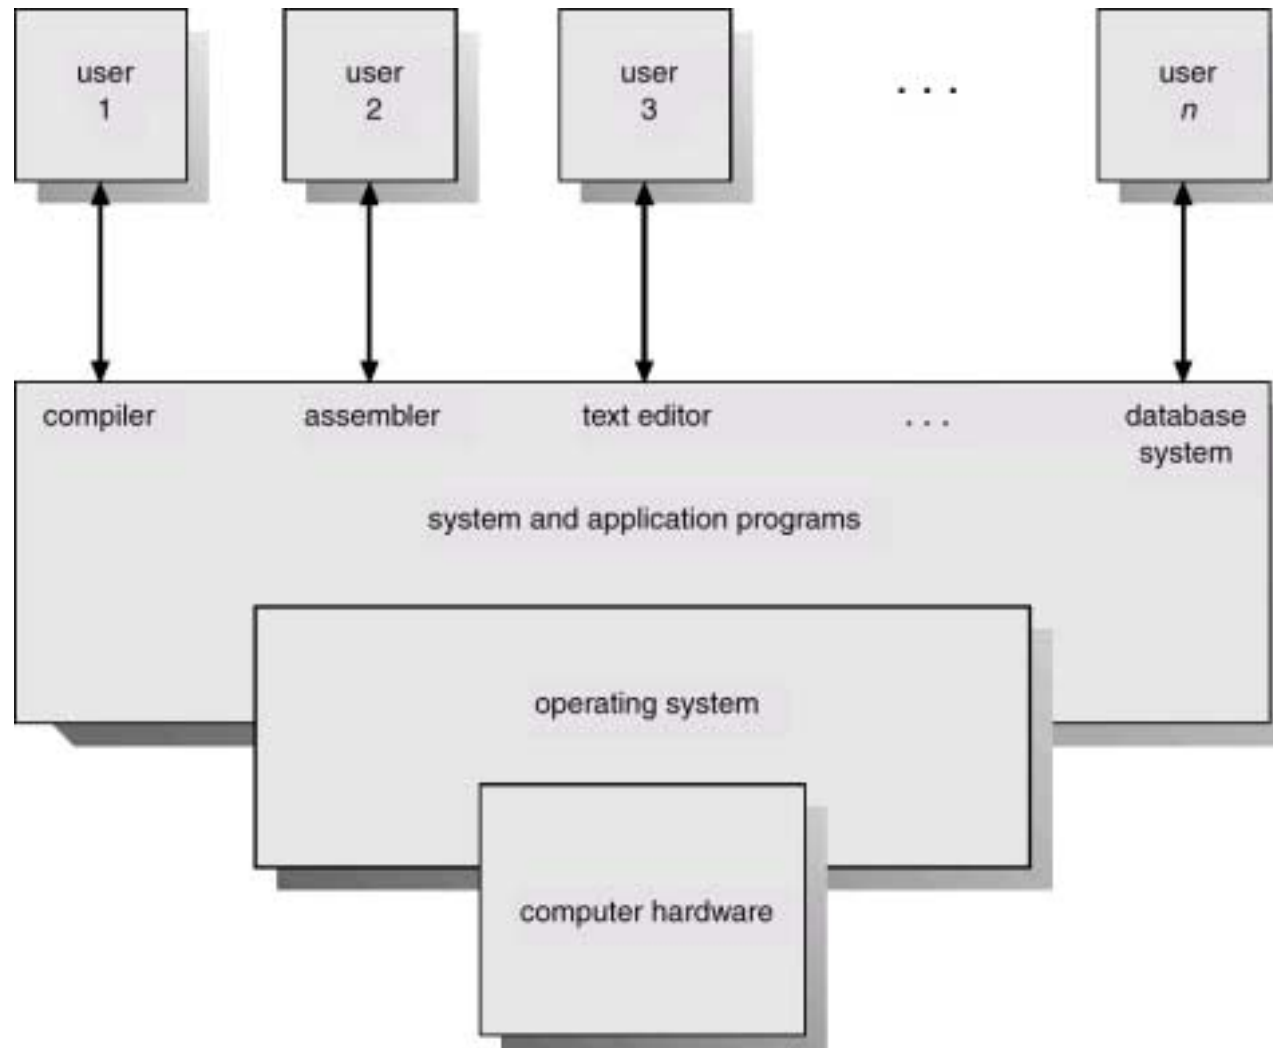 user
1
user
2
user
3
. . .
user
n
compiler
assembler
text editor
. . .
database
system
system and application programs
operating system
computer hardware